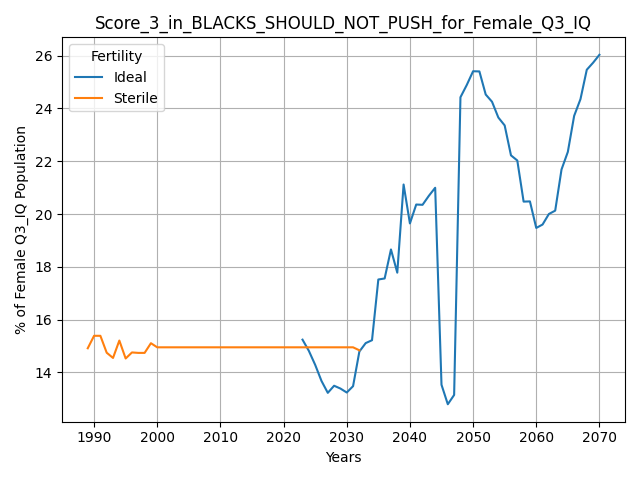 Score_3_in_BLACKS_SHOULD_NOT_PUSH_for_Female_Q3_IQ
Fertility
Ideal
Sterile
% of Female Q3_IQ Population
26
24
22
20
18
16
14
1990 2000 2010 2020 2030 2040 2050 2060 2070
Years